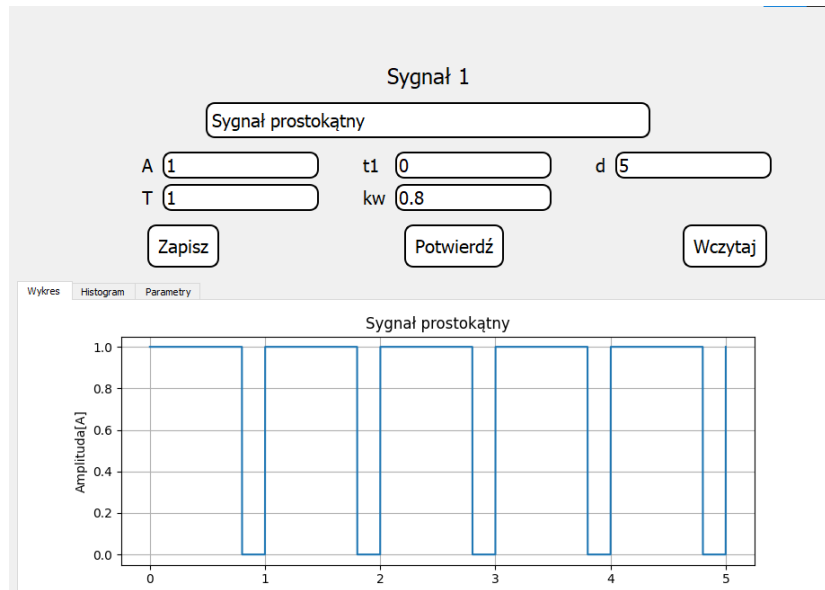 Sygnał 1
Sygnał prostokątny
A 1 t1 0 d 5
T 1 kw 0.8
Zapisz Potwierdź Wczytaj
Wykres Histogram Parametry
Sygnał prostokątny
1.0
0.8
0.6
0.4
0.2
0.0
Amplituda[A]
0 1 2 3 4 5